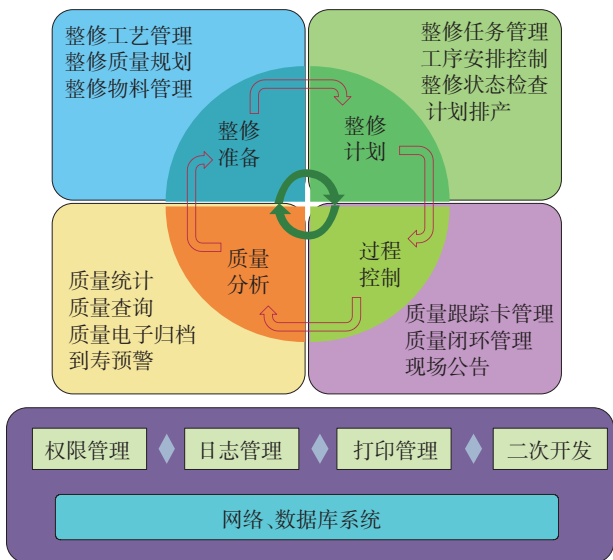 整修工艺管理
整修质量规划
整修物料管理
整修任务管理
工序安排控制
整修状态检查
计划排产
整修
准备
整修
计划
质量
分析
过程
控制
质量统计
质量查询
质量电子归档
到寿预警
质量跟踪卡管理
质量闭环管理
现场公告
权限管理
日志管理
打印管理
二次开发
网络、数据库系统